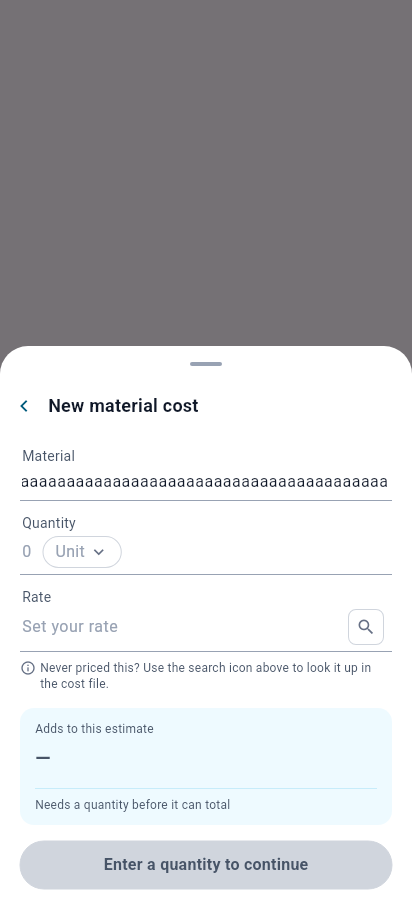 New material cost
Material
aaaaaaaaaaaaaaaaaaaaaaaaaaaaaaaaaaaaaaaa
Quantity
0 Unit
Rate
Set your rate
Never priced this? Use the search icon above to look it up in
the cost file.
Adds to this estimate
—
Needs a quantity before it can total
Enter a quantity to continue